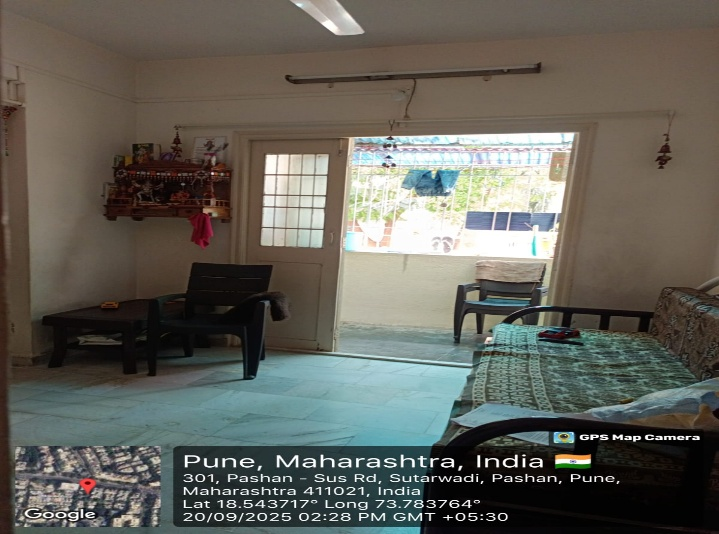 GPS Map Camera
Pune, Maharashtra, India
301, Pashan - Sus Rd, Sutarwadi, Pashan, Pune,
Maharashtra 411021, India
Lat 18.543717° Long 73.783764°
20/09/2025 02:28 PM GMT +05:30
Google